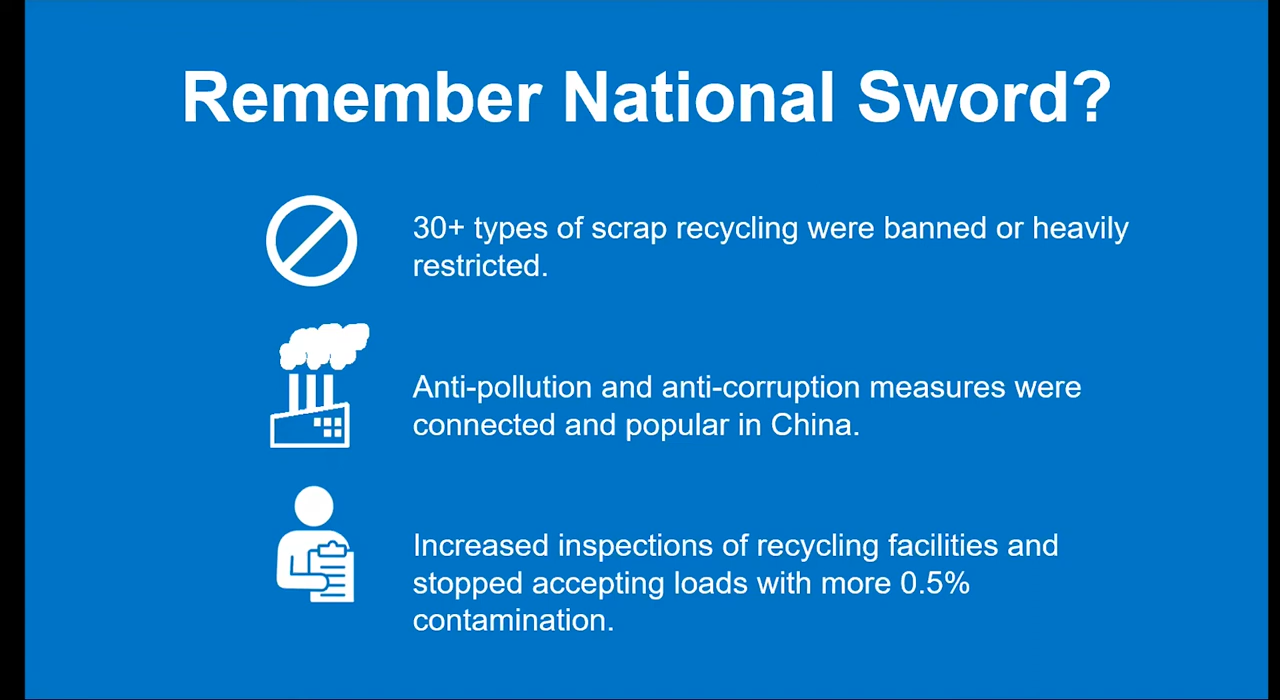 Remember National Sword?
30+ types of scrap recycling were banned or heavily
restricted.
Anti-pollution and anti-corruption measures were
connected and popular in China.
Increased inspections of recycling facilities and
stopped accepting loads with more 0.5%
contamination.